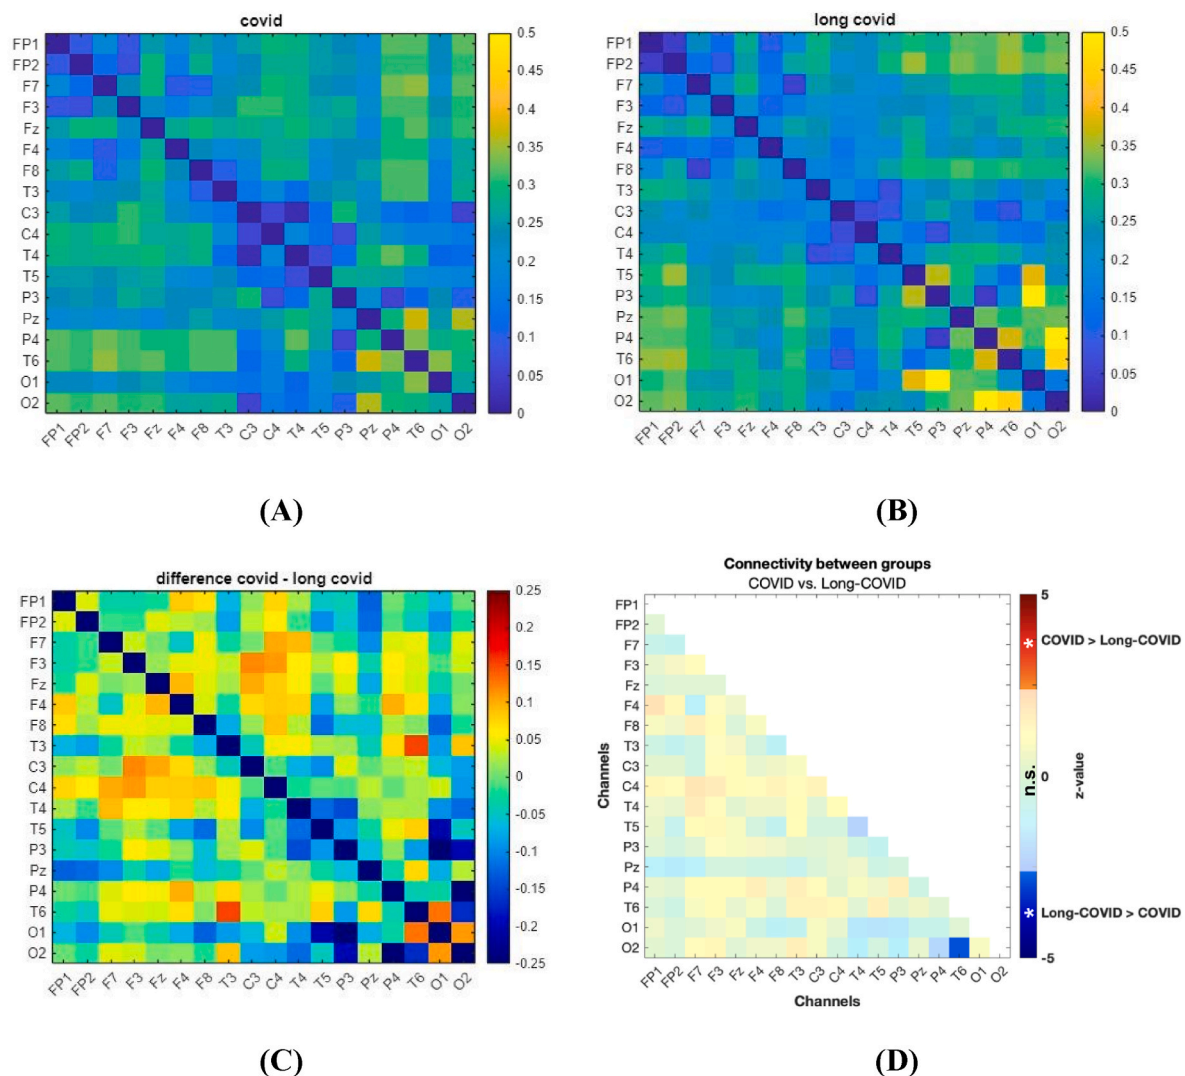 covid
FP1
FP2
F7
F3
Fz
F4
F8
T3
C3
C4
T4
T5
P3
Pz
P4
T6
O1
O2
FP1 FP2 F7 F3 Fz F4 F8 T3 C3 C4 T4 T5 P3 Pz P4 T6 O1 O2
0.5
0.45
0.4
0.35
0.3
0.25
0.2
0.15
0.1
0.05
0
(A)
long covid
FP1
FP2
F7
F3
Fz
F4
F8
T3
C3
C4
T4
T5
P3
Pz
P4
T6
O1
O2
FP1 FP2 F7 F3 Fz F4 F8 T3 C3 C4 T4 T5 P3 Pz P4 T6 O1 O2
0.5
0.45
0.4
0.35
0.3
0.25
0.2
0.15
0.1
0.05
0
(B)
difference covid - long covid
FP1
FP2
F7
F3
Fz
F4
F8
T3
C3
C4
T4
T5
P3
Pz
P4
T6
O1
O2
FP1 FP2 F7 F3 Fz F4 F8 T3 C3 C4 T4 T5 P3 Pz P4 T6 O1 O2
0.25
0.2
0.15
0.1
0.05
0
-0.05
-0.1
-0.15
-0.2
-0.25
(C)
Connectivity between groups
COVID vs. Long-COVID
Channels
FP1
FP2
F7
F3
Fz
F4
F8
T3
C3
C4
T4
T5
P3
Pz
P4
T6
O1
O2
FP1 FP2 F7 F3 Fz F4 F8 T3 C3 C4 T4 T5 P3 Pz P4 T6 O1 O2
Channels
5
* COVID > Long-COVID
n.s. 0
z-value
* Long-COVID > COVID
-5
(D)